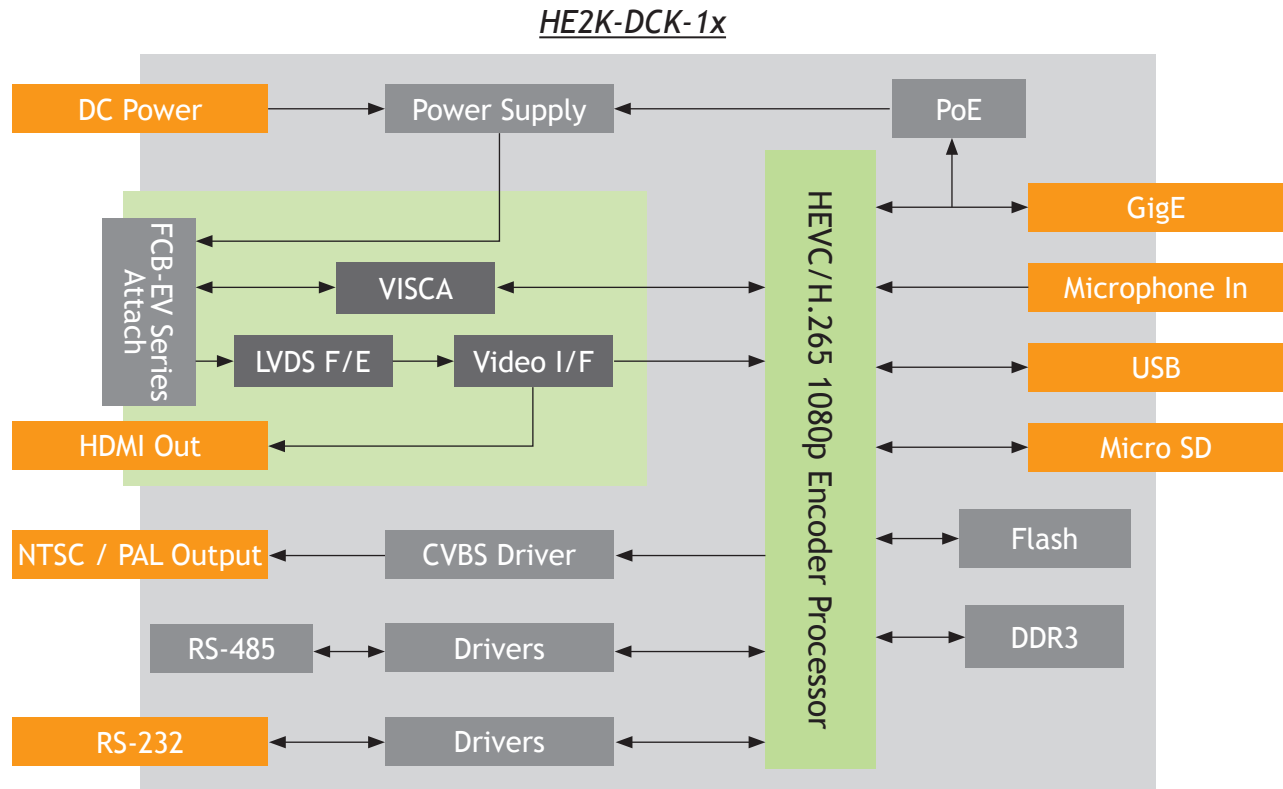 HE2K-DCK-1x
DC Power
Power Supply
PoE
FCB-EV Series
Attach
VISCA
LVDS F/E
Video I/F
HDMI Out
HEVC/H.265 1080p Encoder Processor
GigE
Microphone In
USB
Micro SD
NTSC / PAL Output
CVBS Driver
Flash
RS-485
Drivers
DDR3
RS-232
Drivers